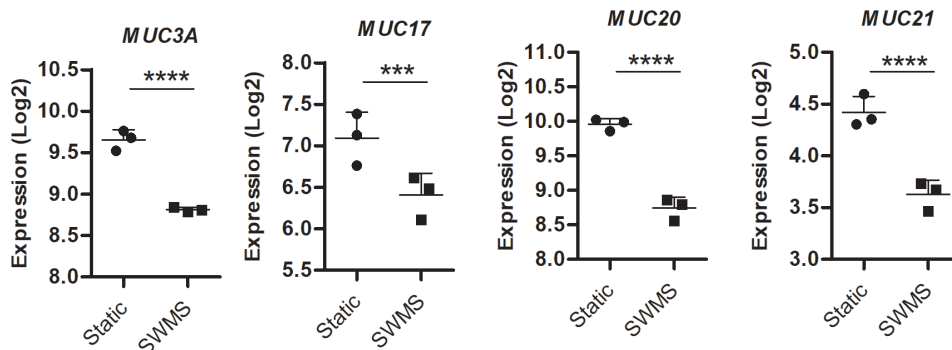 MUC3A
Expression (Log2)
10.5
10.0
9.5
9.0
8.5
8.0
****
Static
SWMS
MUC17
Expression (Log2)
8.0
7.5
7.0
6.5
6.0
5.5
***
Static
SWMS
MUC20
Expression (Log2)
11.0
10.5
10.0
9.5
9.0
8.5
8.0
****
Static
SWMS
MUC21
Expression (Log2)
5.0
4.5
4.0
3.5
3.0
****
Static
SWMS